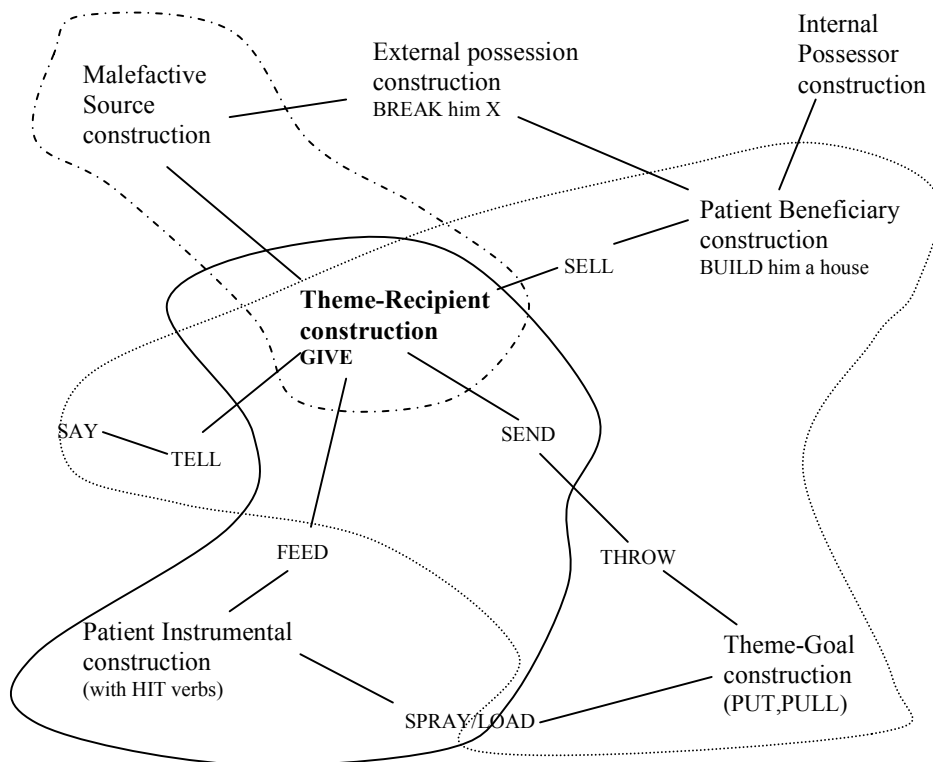 Malefactive
Source
construction
External possession
construction
BREAK him X
Internal
Possessor
construction
Patient Beneficiary
construction
BUILD him a house
SELL
Theme-Recipient
construction
GIVE
SAY
TELL
SEND
FEED
THROW
Patient Instrumental
construction
(with HIT verbs)
Theme-Goal
construction
(PUT,PULL)
SPRAY/LOAD